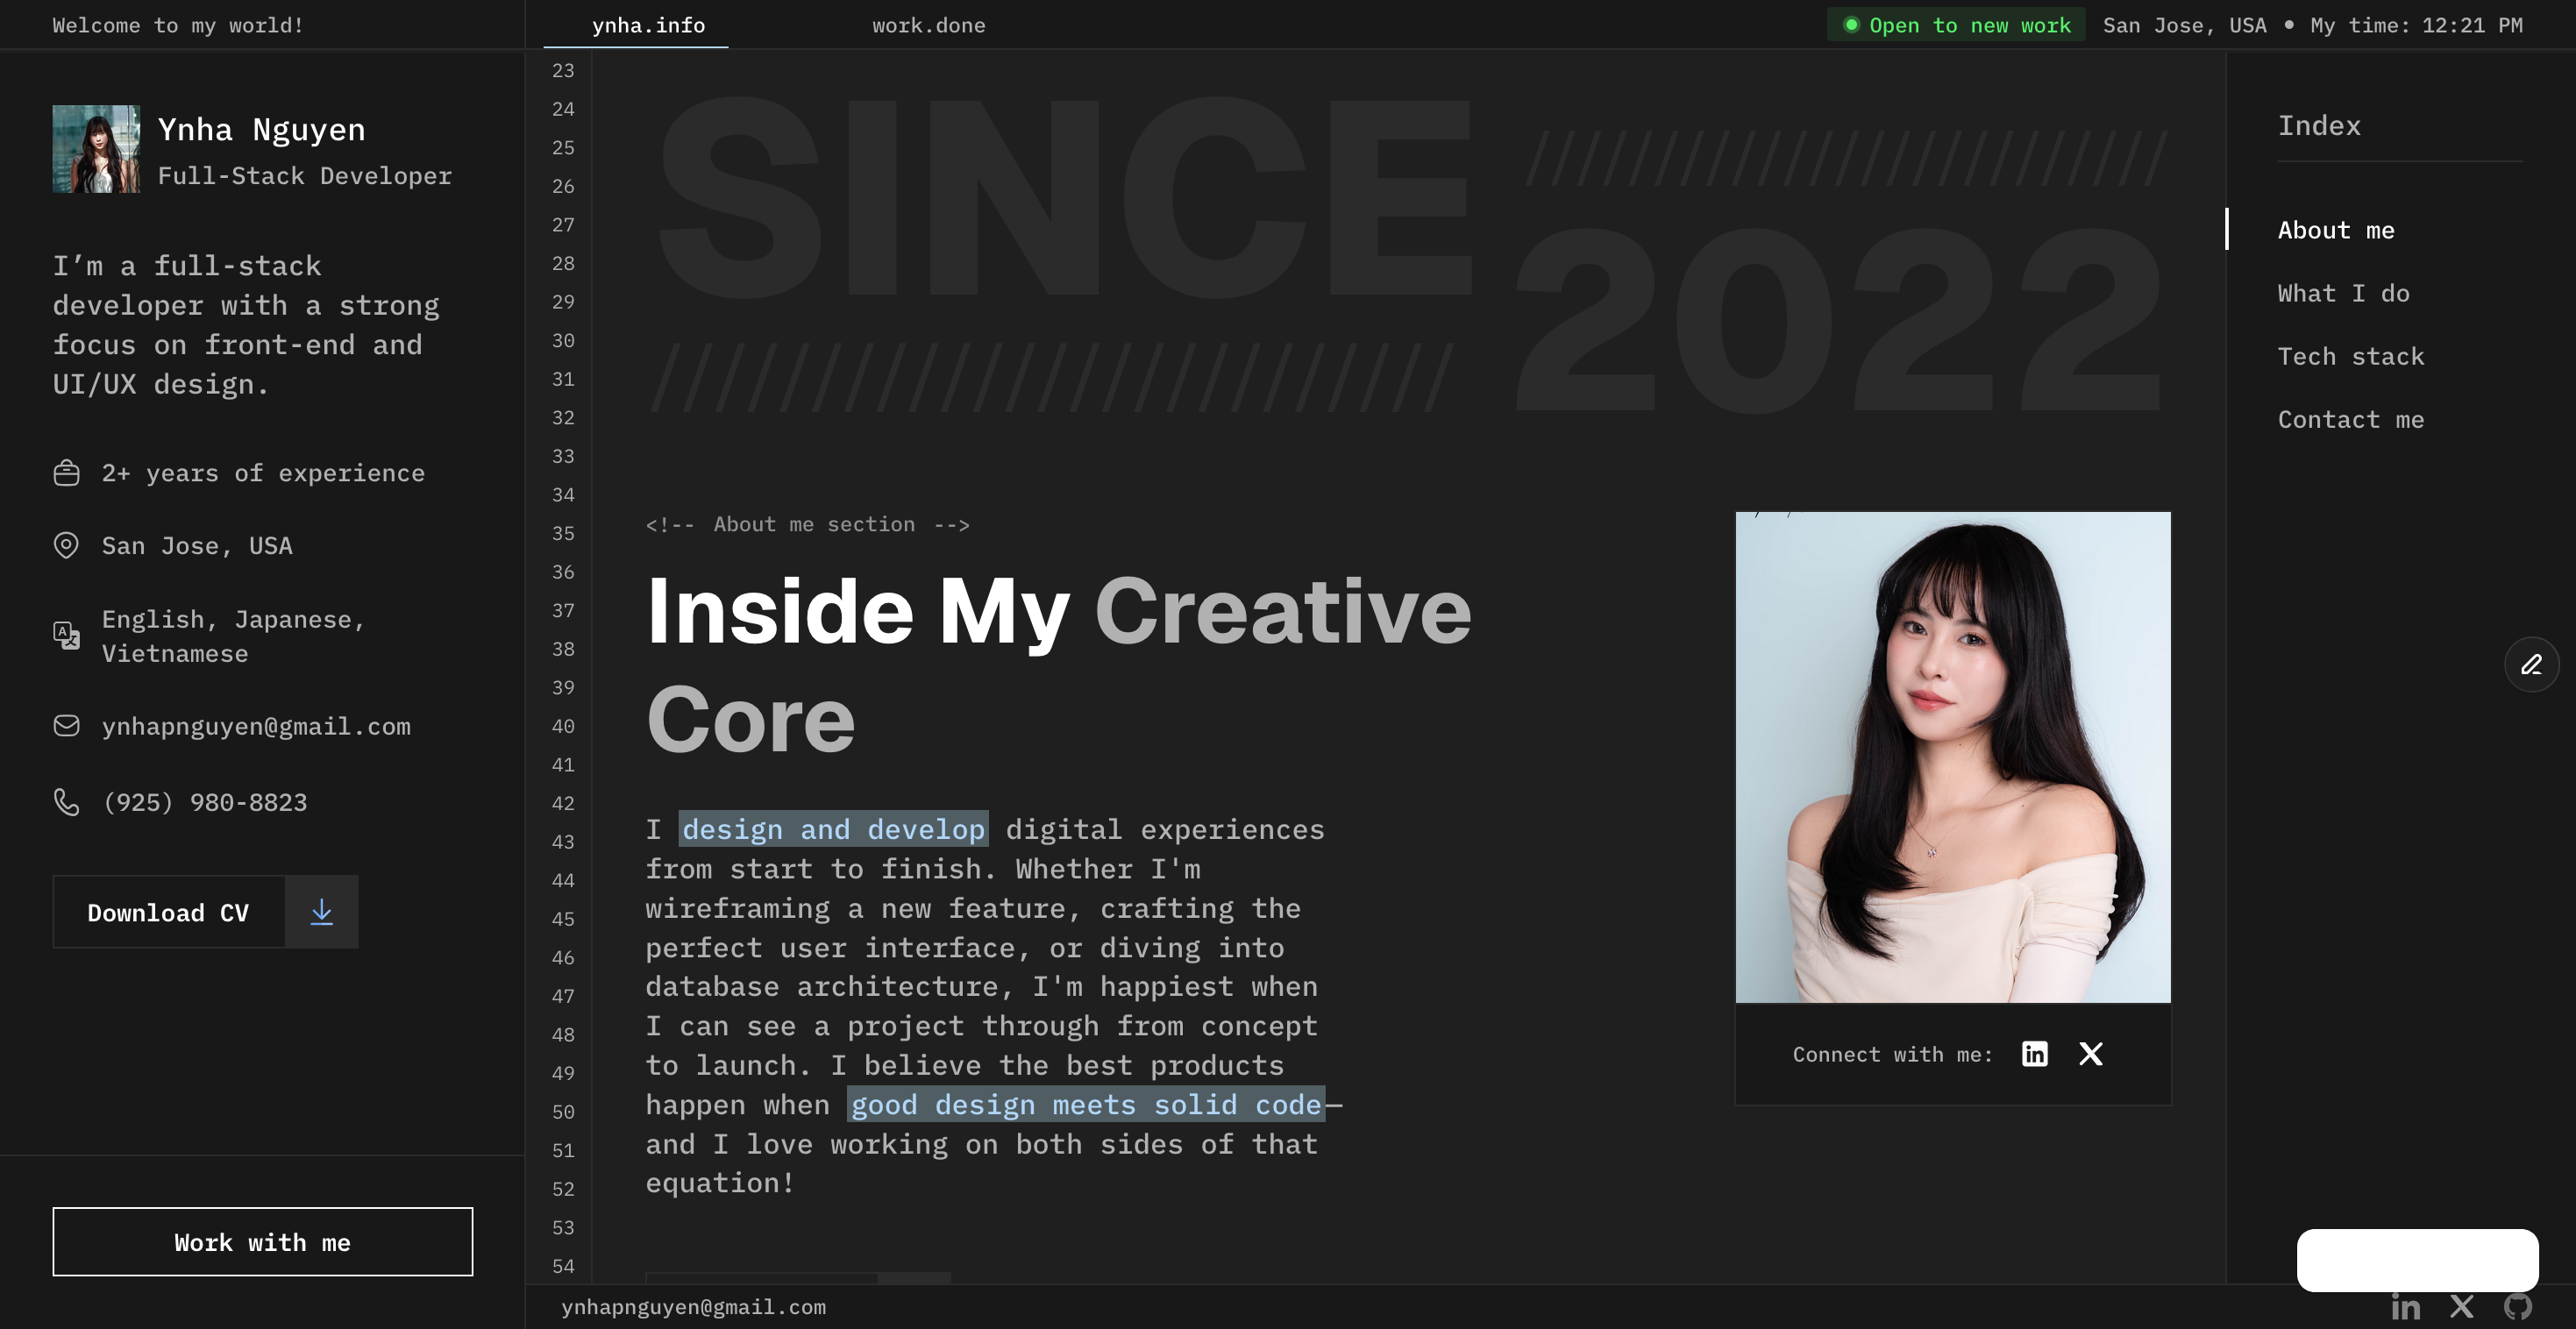 Welcome to my world!
ynha.info
work.done
Open to new work
San Jose, USA • My time: 12:21 PM
Ynha Nguyen
Full-Stack Developer
I’m a full-stack
developer with a strong
focus on front-end and
UI/UX design.
2+ years of experience
San Jose, USA
English, Japanese,
Vietnamese
ynhapnguyen@gmail.com
(925) 980-8823
Download CV
Work with me
23
24
25
26
27
28
29
30
31
32
33
34
35
36
37
38
39
40
41
42
43
44
45
46
47
48
49
50
51
52
53
54
SINCE
/////////////////////////
2022
/////////////////////////
<!-- About me section -->
Inside My Creative
Core
I design and develop digital experiences
from start to finish. Whether I'm
wireframing a new feature, crafting the
perfect user interface, or diving into
database architecture, I'm happiest when
I can see a project through from concept
to launch. I believe the best products
happen when good design meets solid code—
and I love working on both sides of that
equation!
Connect with me:
Index
About me
What I do
Tech stack
Contact me
ynhapnguyen@gmail.com